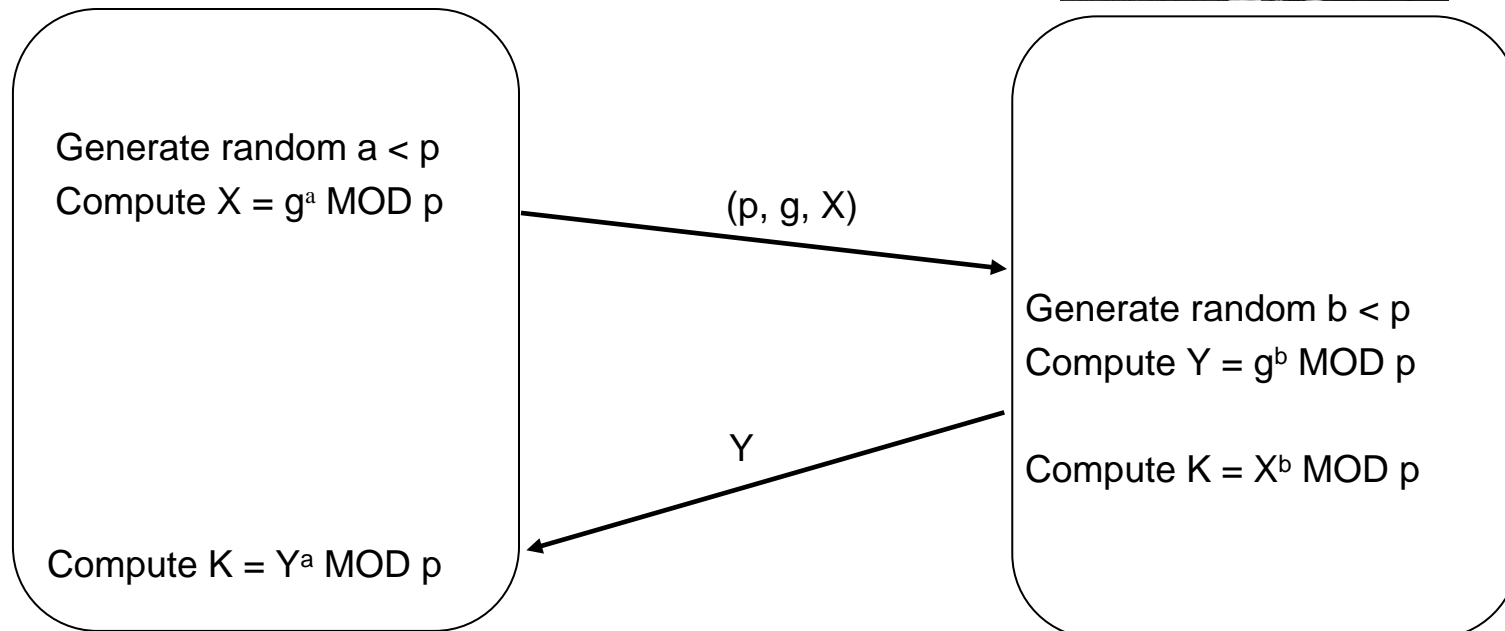 Generate random a < p
Compute X = gᵃ MOD p
(p, g, X)
Generate random b < p
Compute Y = gᵇ MOD p
Y
Compute K = Xᵇ MOD p
Compute K = Yᵃ MOD p